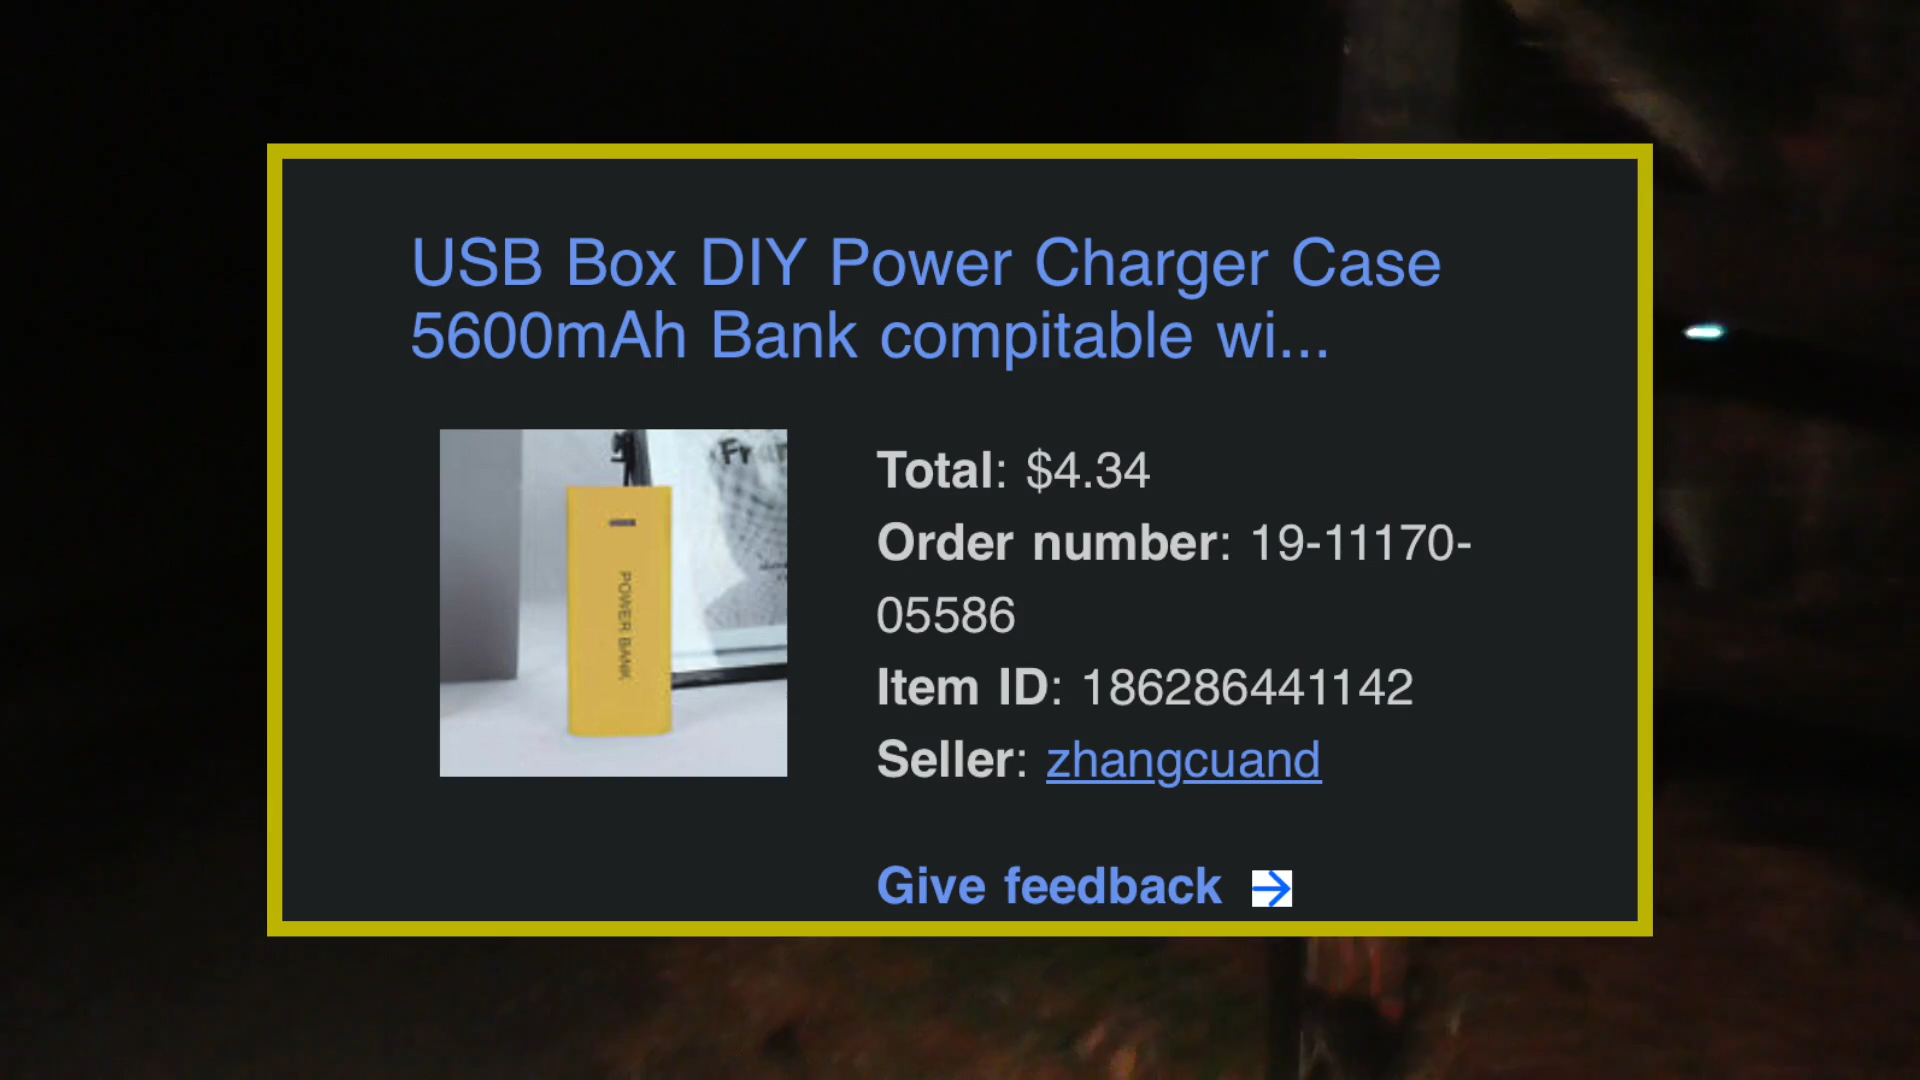 USB Box DIY Power Charger Case
5600mAh Bank compitable wi...
POWER BANK
Total: $4.34
Order number: 19-11170-
05586
Item ID: 186286441142
Seller: zhangcuand
Give feedback